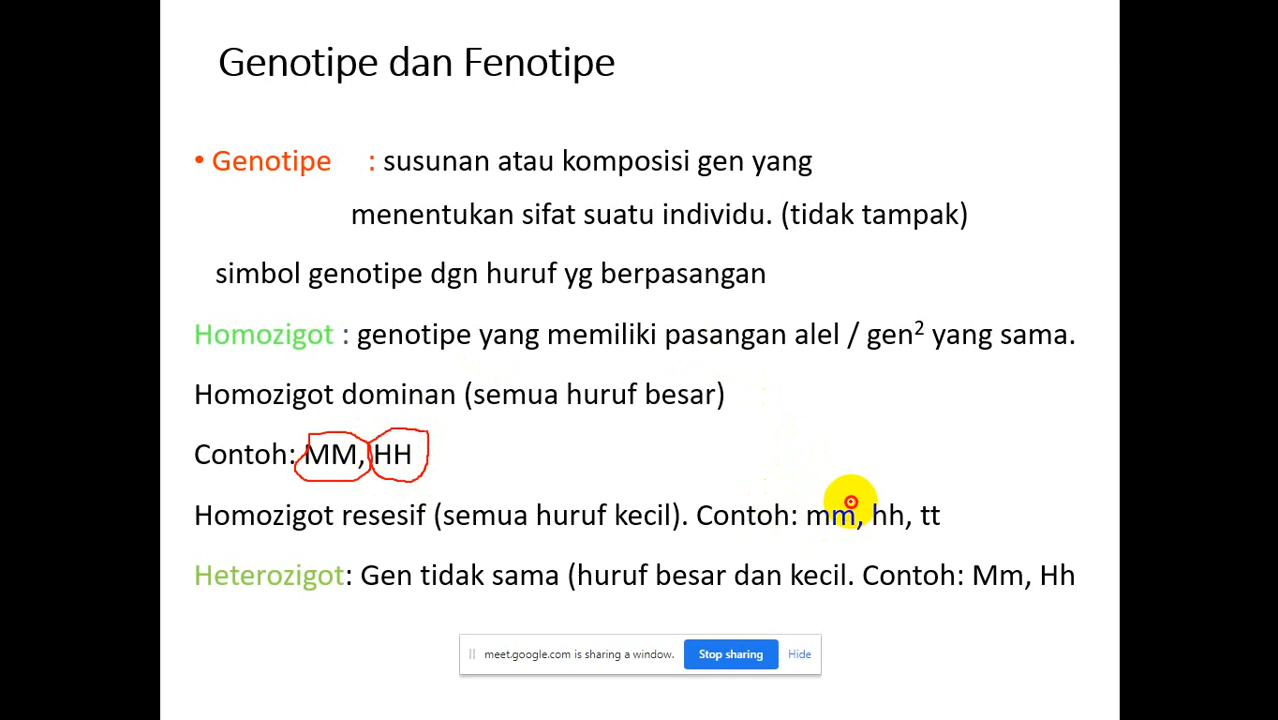 Genotipe dan Fenotipe
• Genotipe : susunan atau komposisi gen yang
menentukan sifat suatu individu. (tidak tampak)
simbol genotipe dgn huruf yg berpasangan
Homozigot : genotipe yang memiliki pasangan alel / gen² yang sama.
Homozigot dominan (semua huruf besar)
Contoh: MM, HH
Homozigot resesif (semua huruf kecil). Contoh: mm, hh, tt
Heterozigot: Gen tidak sama (huruf besar dan kecil. Contoh: Mm, Hh
meet.google.com is sharing a window. Stop sharing Hide